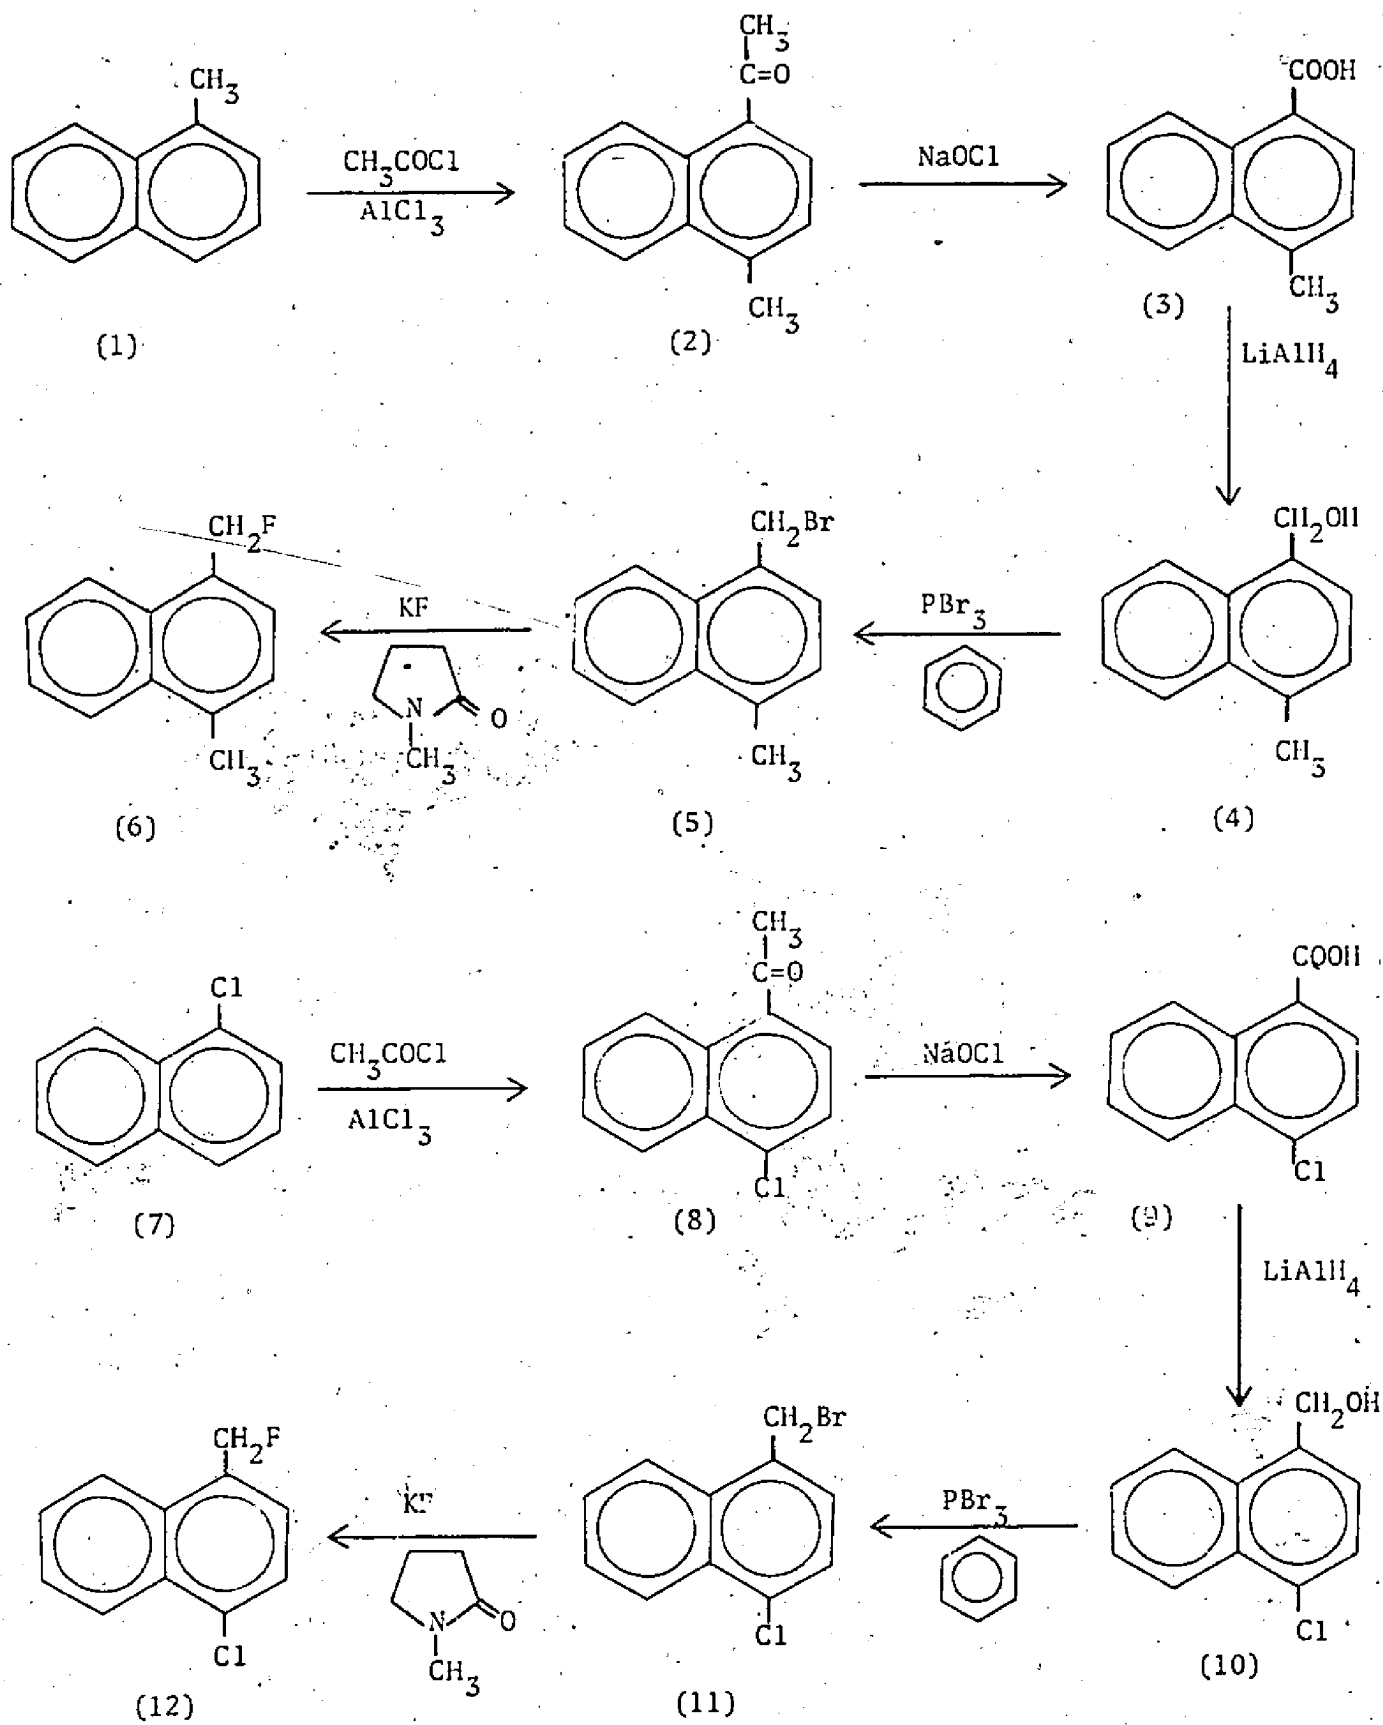 CH3
CH3
C=O
COOH
CH3COCl
AlCl3
NaOCl
CH3
CH3
(1)
(2)
(3)
LiAlH4
CH2F
CH2Br
CH2OH
KF
PBr3
N
O
CH3
CH3
CH3
CH3
(6)
(5)
(4)
CH3
C=O
COOH
Cl
CH3COCl
AlCl3
NaOCl
Cl
Cl
(7)
(8)
(9)
LiAlH4
CH2F
CH2Br
CH2OH
KF
PBr3
N
O
CH3
Cl
Cl
Cl
(12)
(11)
(10)